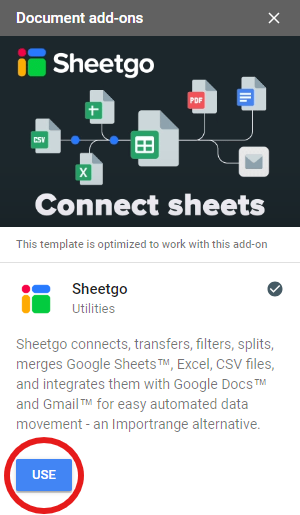 Document add-ons
Sheetgo
CSV
X
PDF
Connect sheets
This template is optimized to work with this add-on
Sheetgo
Utilities
Sheetgo connects, transfers, filters, splits,
merges Google Sheets™, Excel, CSV files,
and integrates them with Google Docs™
and Gmail™ for easy automated data
movement - an Importrange alternative.
USE